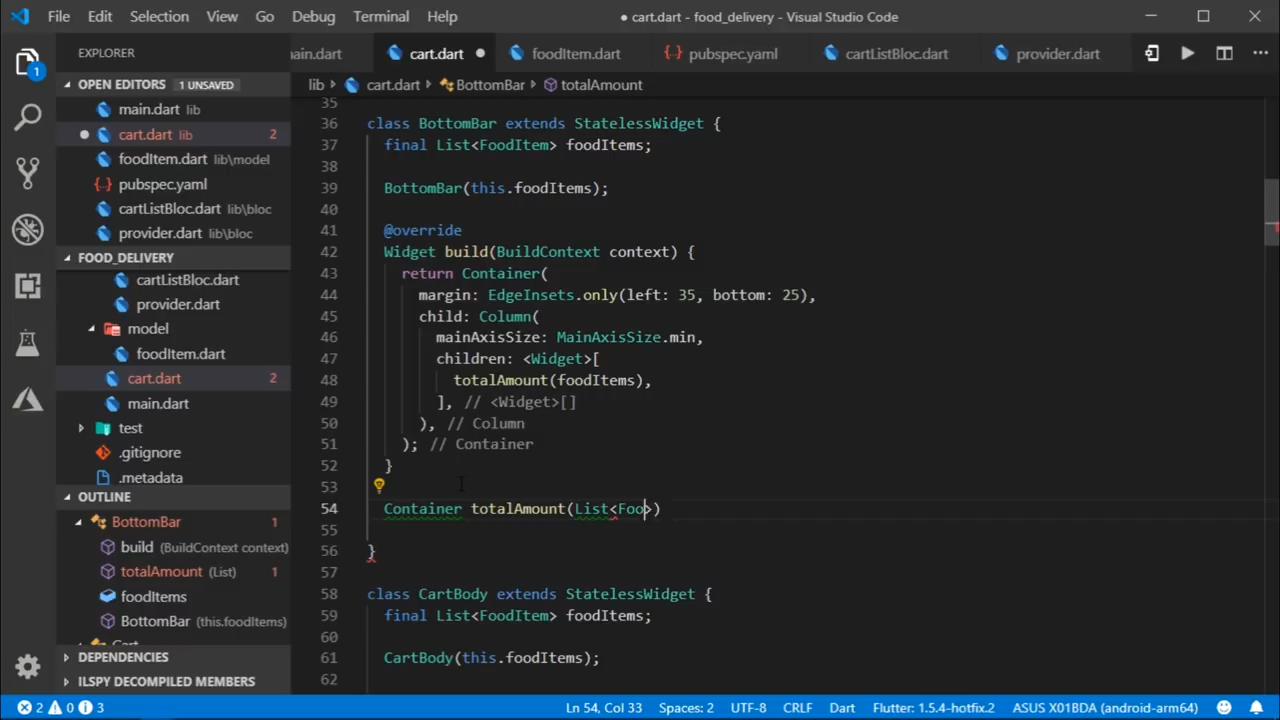 File Edit Selection View Go Debug Terminal Help
● cart.dart - food_delivery - Visual Studio Code
EXPLORER
OPEN EDITORS 1 UNSAVED
main.dart lib
cart.dart lib 2
foodItem.dart lib\model
pubspec.yaml
cartListBloc.dart lib\bloc
provider.dart lib\bloc
FOOD_DELIVERY
cartListBloc.dart
provider.dart
model
foodItem.dart
cart.dart 2
main.dart
test
.gitignore
.metadata
OUTLINE
BottomBar 1
build (BuildContext context)
totalAmount (List) 1
foodItems
BottomBar (this.foodItems)
Cart
DEPENDENCIES
ILSPY DECOMPILED MEMBERS
main.dart cart.dart foodItem.dart pubspec.yaml cartListBloc.dart provider.dart
lib cart.dart BottomBar totalAmount
35
36 class BottomBar extends StatelessWidget {
37 final List<FoodItem> foodItems;
38
39 BottomBar(this.foodItems);
40
41 @override
42 Widget build(BuildContext context) {
43 return Container(
44 margin: EdgeInsets.only(left: 35, bottom: 25),
45 child: Column(
46 mainAxisSize: MainAxisSize.min,
47 children: <Widget>[
48 totalAmount(foodItems),
49 ], // <Widget>[]
50 ), // Column
51 ); // Container
52 }
53
54 Container totalAmount(List<Foo>)
55
56 }
57
58 class CartBody extends StatelessWidget {
59 final List<FoodItem> foodItems;
60
61 CartBody(this.foodItems);
62
1
2 0 3 Ln 54, Col 33 Spaces: 2 UTF-8 CRLF Dart Flutter: 1.5.4-hotfix.2 ASUS X01BDA (android-arm64)